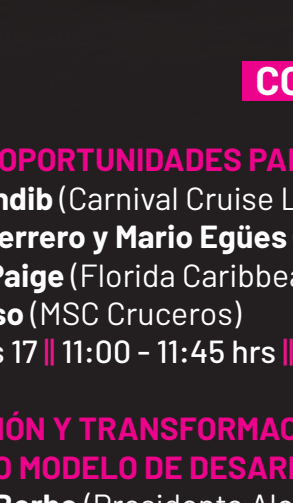 CO
OPORTUNIDADES PA
ndib (Carnival Cruise L
errero y Mario Egües
Paige (Florida Caribbea
so (MSC Cruceros)
s 17 || 11:00 - 11:45 hrs ||
IÓN Y TRANSFORMAC
O MODELO DE DESAR
(Presidente